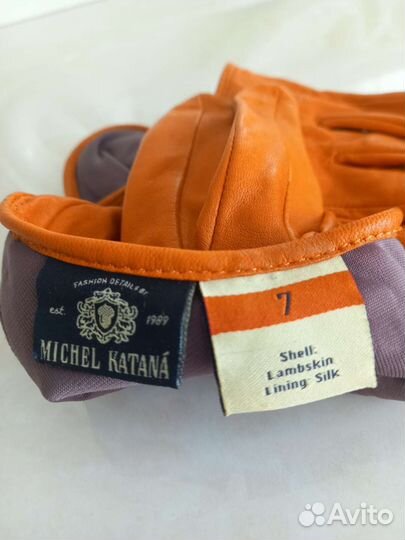 FASHION DETAILS BY
est. 1989
MICHEL KATANÁ
7
Shell:
Lambskin
Lining: Silk
Avito